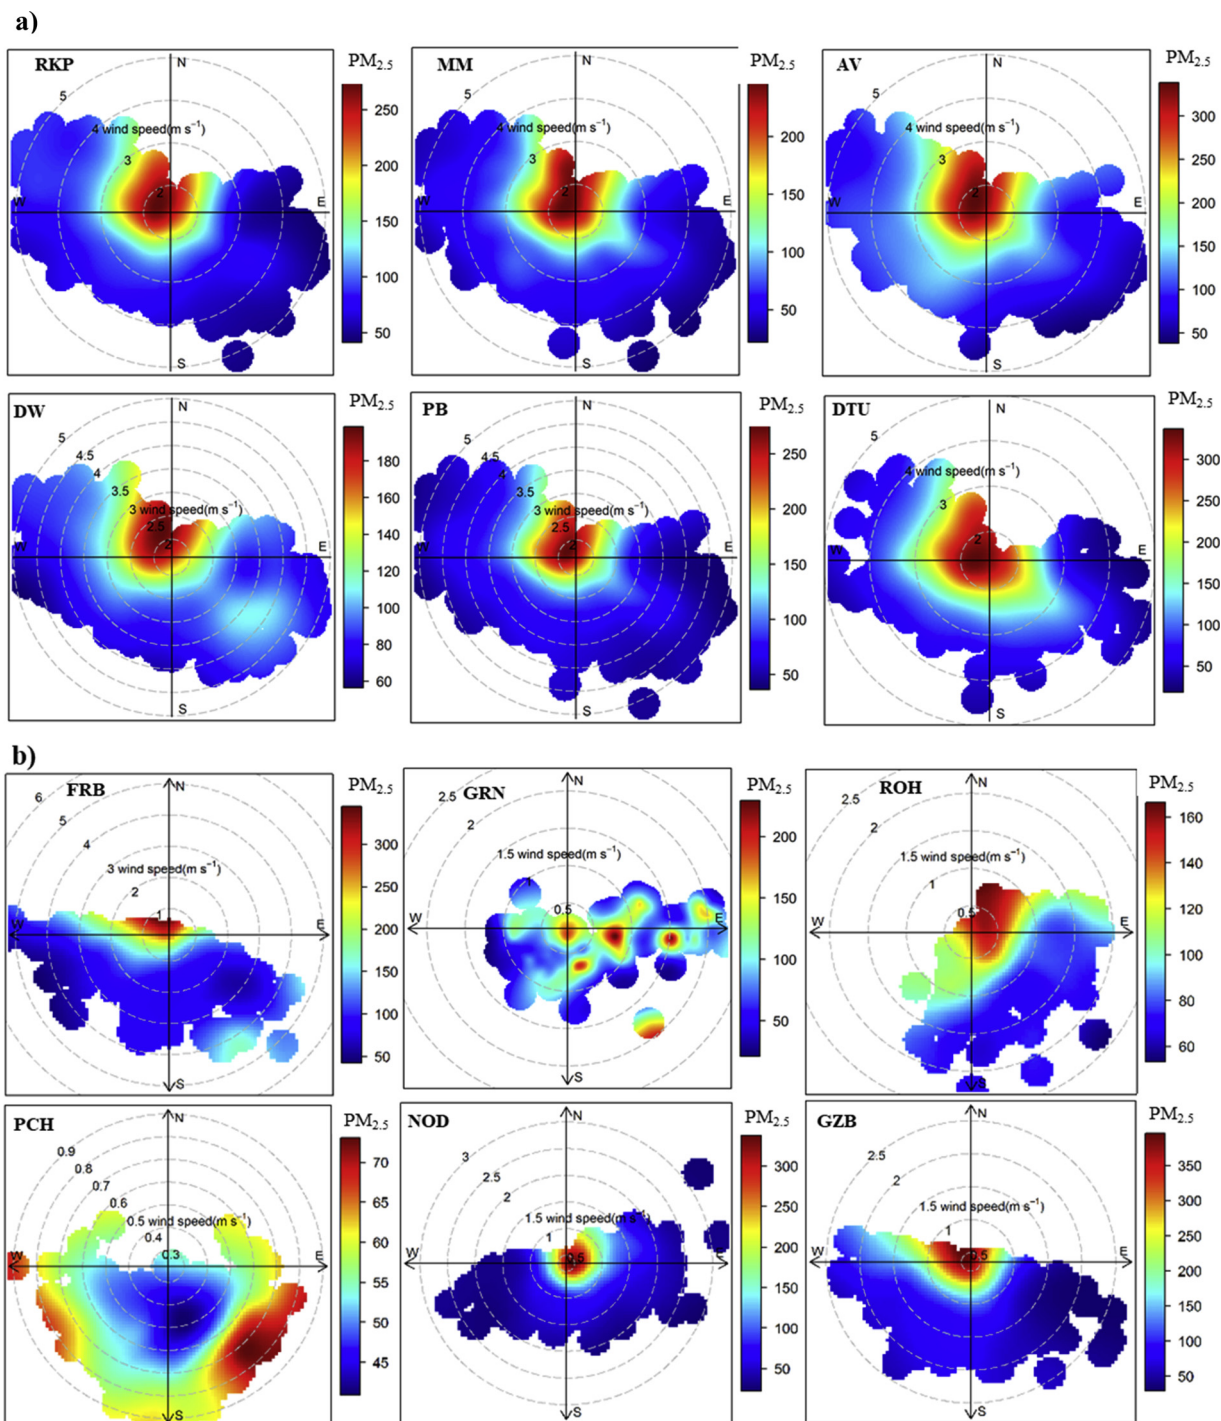 a)
RKP
N
E
S
W
5
4 wind speed(m s⁻¹)
3
2
PM2.5
250
200
150
100
50
MM
N
E
S
W
5
4 wind speed(m s⁻¹)
3
2
PM2.5
200
150
100
50
AV
N
E
S
W
5
4 wind speed(m s⁻¹)
3
2
PM2.5
300
250
200
150
100
50
DW
N
E
S
W
5
4.5
4
3.5
3 wind speed(m s⁻¹)
2.5
2
PM2.5
180
160
140
120
100
80
60
PB
N
E
S
W
5
4.5
4
3.5
3 wind speed(m s⁻¹)
2.5
2
PM2.5
250
200
150
100
50
DTU
N
E
S
W
5
4 wind speed(m s⁻¹)
3
2
PM2.5
300
250
200
150
100
50
b)
FRB
N
E
S
W
6
5
4
3 wind speed(m s⁻¹)
2
1
PM2.5
300
250
200
150
100
50
GRN
N
E
S
W
2.5
2
1.5 wind speed(m s⁻¹)
1
0.5
PM2.5
200
150
100
50
ROH
N
E
S
W
2.5
2
1.5 wind speed(m s⁻¹)
1
0.5
PM2.5
160
140
120
100
80
60
PCH
N
E
S
W
0.9
0.8
0.7
0.6
0.5 wind speed(m s⁻¹)
0.4
0.3
PM2.5
70
65
60
55
50
45
NOD
N
E
S
W
3
2.5
2
1.5 wind speed(m s⁻¹)
1
0.5
PM2.5
300
250
200
150
100
50
GZB
N
E
S
W
2.5
2
1.5 wind speed(m s⁻¹)
1
0.5
PM2.5
350
300
250
200
150
100
50